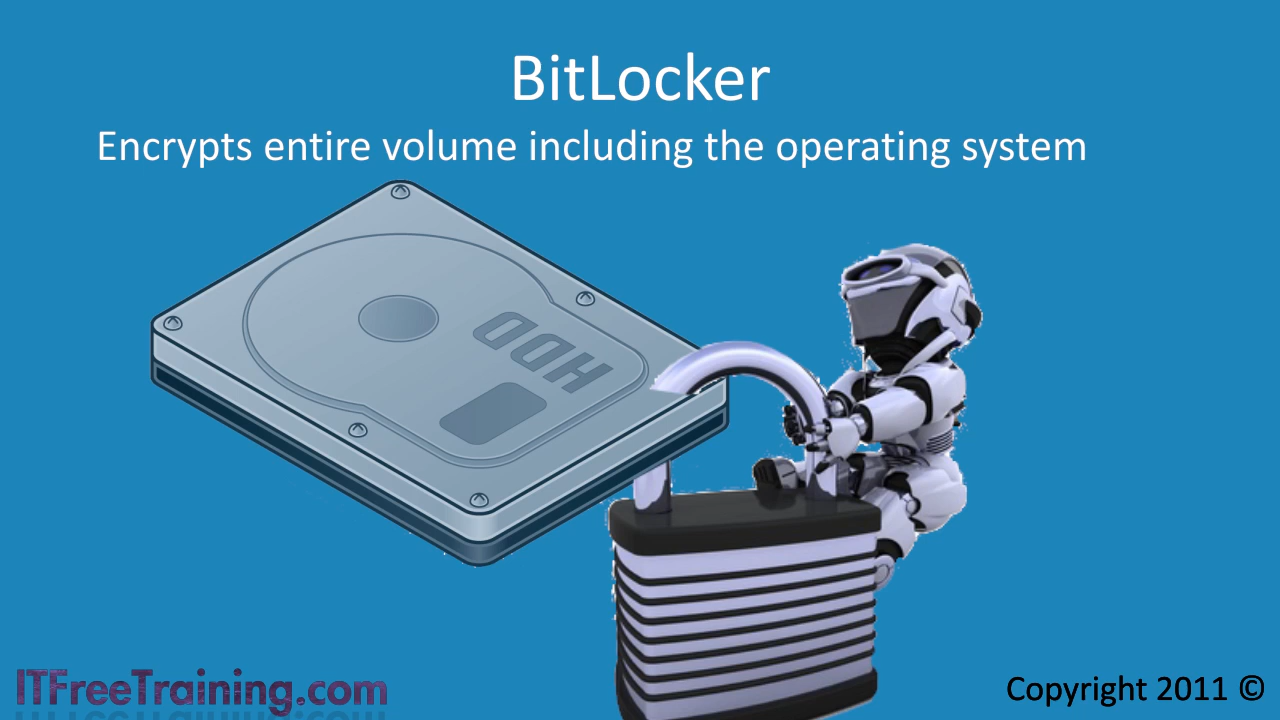 BitLocker
Encrypts entire volume including the operating system
HDD
ITFreeTraining.com
Copyright 2011 ©